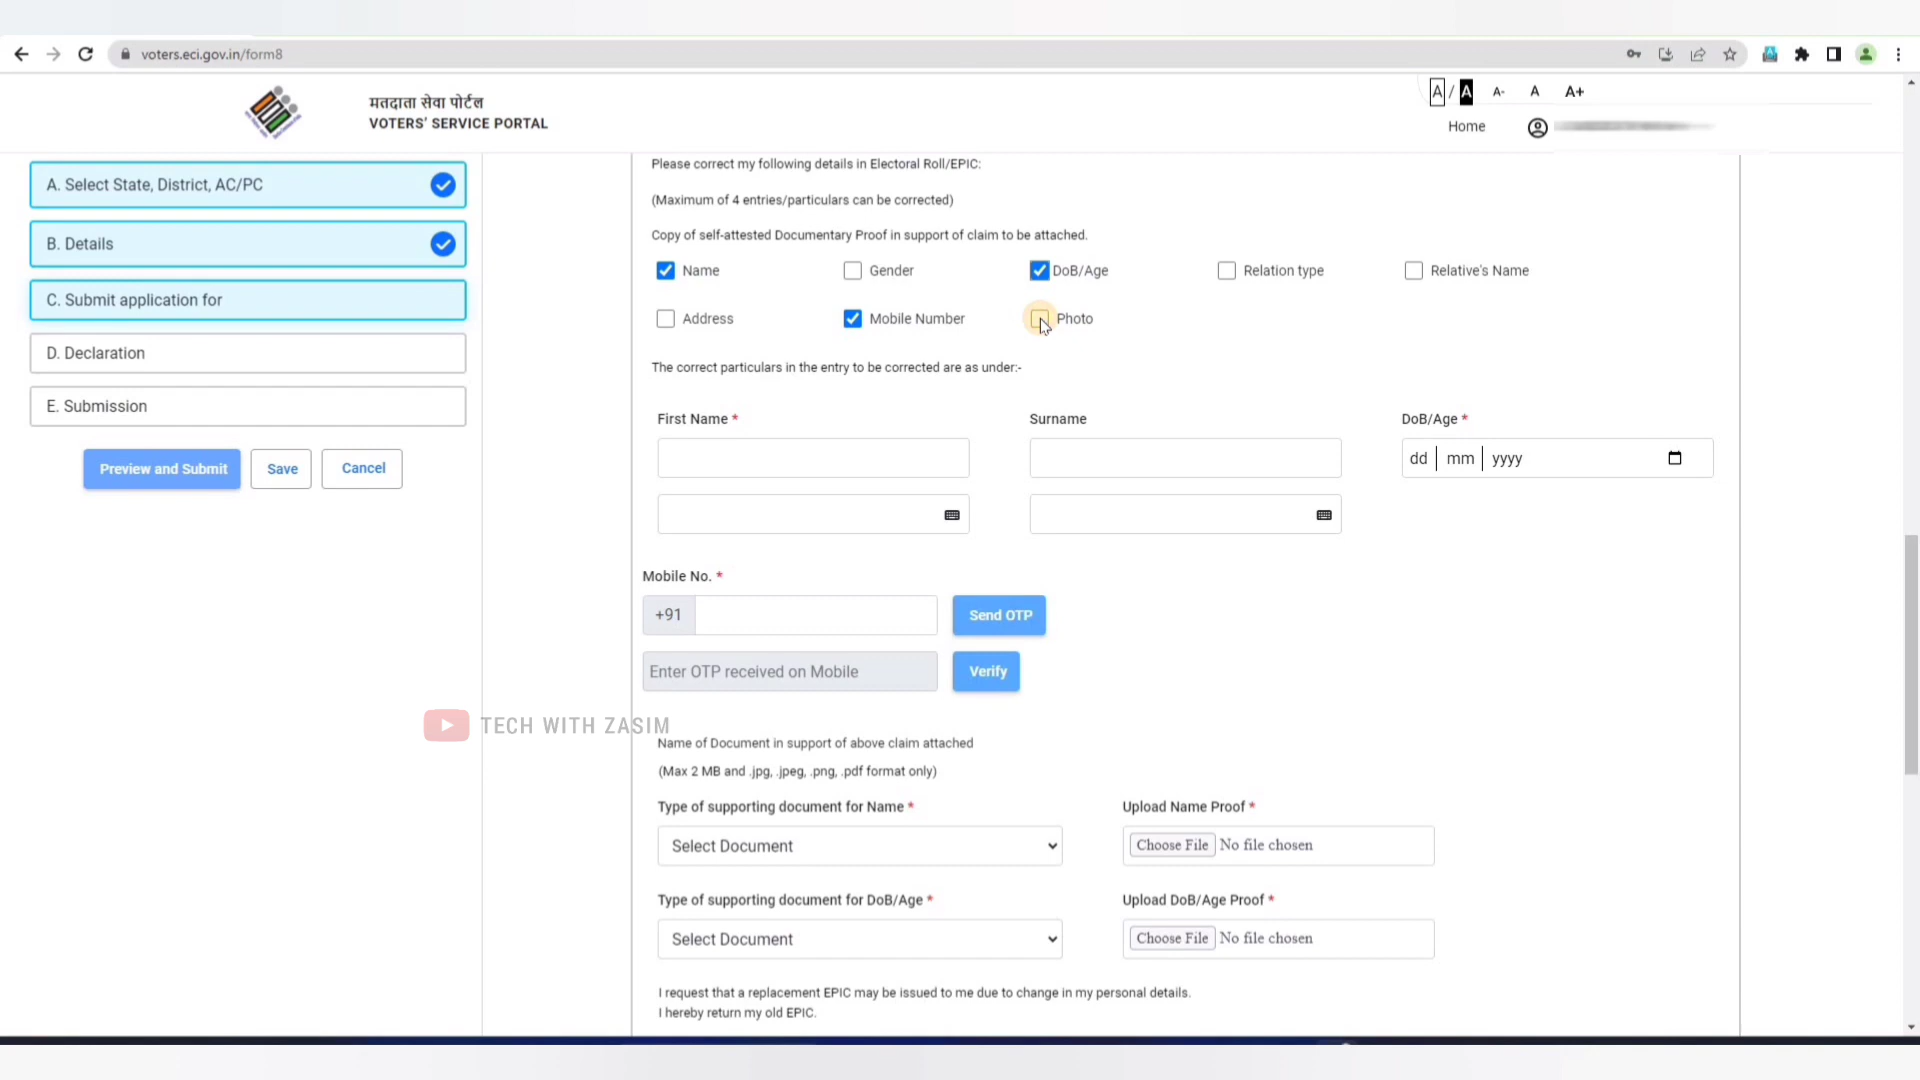 voters.eci.gov.in/form8
मतदाता सेवा पोर्टल
VOTERS' SERVICE PORTAL
A / A A- A A+
Home
A. Select State, District, AC/PC
B. Details
C. Submit application for
D. Declaration
E. Submission
Preview and Submit Save Cancel
Please correct my following details in Electoral Roll/EPIC:
(Maximum of 4 entries/particulars can be corrected)
Copy of self-attested Documentary Proof in support of claim to be attached.
Name Gender DoB/Age Relation type Relative's Name
Address Mobile Number Photo
The correct particulars in the entry to be corrected are as under:-
First Name * Surname DoB/Age *
dd mm yyyy
Mobile No. *
+91 Send OTP
Enter OTP received on Mobile Verify
TECH WITH ZASIM
Name of Document in support of above claim attached
(Max 2 MB and .jpg, .jpeg, .png, .pdf format only)
Type of supporting document for Name * Upload Name Proof *
Select Document Choose File No file chosen
Type of supporting document for DoB/Age * Upload DoB/Age Proof *
Select Document Choose File No file chosen
I request that a replacement EPIC may be issued to me due to change in my personal details.
I hereby return my old EPIC.